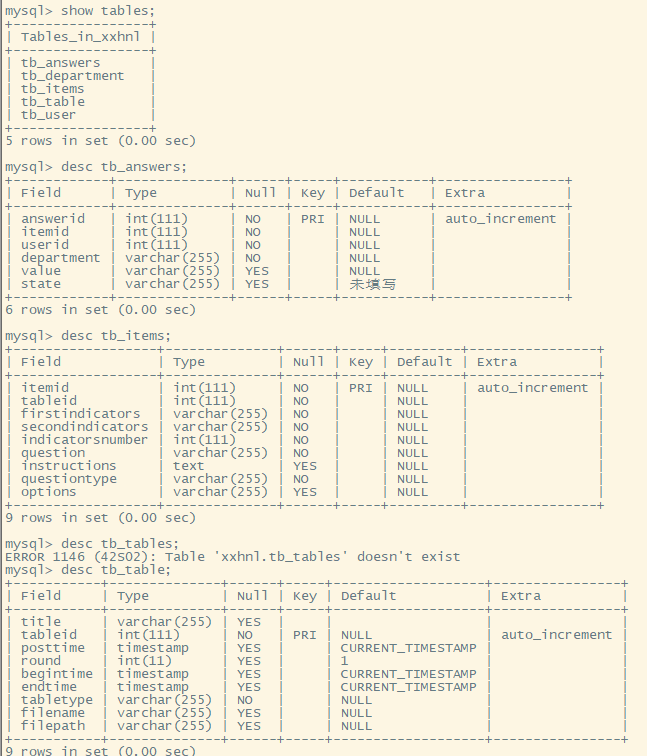 mysql> show tables;
+-----------------+
| Tables_in_xxhnl |
+-----------------+
| tb_answers      |
| tb_department   |
| tb_items        |
| tb_table        |
| tb_user         |
+-----------------+
5 rows in set (0.00 sec)
mysql> desc tb_answers;
+------------+--------------+------+-----+---------+----------------+
| Field      | Type         | Null | Key | Default | Extra          |
+------------+--------------+------+-----+---------+----------------+
| answerid   | int(111)     | NO   | PRI | NULL    | auto_increment |
| itemid     | int(111)     | NO   |     | NULL    |                |
| userid     | int(111)     | NO   |     | NULL    |                |
| department | varchar(255) | NO   |     | NULL    |                |
| value      | varchar(255) | YES  |     | NULL    |                |
| state      | varchar(255) | YES  |     | 未填写  |                |
+------------+--------------+------+-----+---------+----------------+
6 rows in set (0.00 sec)
mysql> desc tb_items;
+------------------+--------------+------+-----+---------+----------------+
| Field            | Type         | Null | Key | Default | Extra          |
+------------------+--------------+------+-----+---------+----------------+
| itemid           | int(111)     | NO   | PRI | NULL    | auto_increment |
| tableid          | int(111)     | NO   |     | NULL    |                |
| firstindicators  | varchar(255) | NO   |     | NULL    |                |
| secondindicators | varchar(255) | NO   |     | NULL    |                |
| indicatorsnumber | int(111)     | NO   |     | NULL    |                |
| question         | varchar(255) | NO   |     | NULL    |                |
| instructions     | text         | YES  |     | NULL    |                |
| questiontype     | varchar(255) | NO   |     | NULL    |                |
| options          | varchar(255) | YES  |     | NULL    |                |
+------------------+--------------+------+-----+---------+----------------+
9 rows in set (0.00 sec)
mysql> desc tb_tables;
ERROR 1146 (42S02): Table 'xxhnl.tb_tables' doesn't exist
mysql> desc tb_table;
+-----------+--------------+------+-----+-------------------+----------------+
| Field     | Type         | Null | Key | Default           | Extra          |
+-----------+--------------+------+-----+-------------------+----------------+
| title     | varchar(255) | YES  |     |                   |                |
| tableid   | int(111)     | NO   | PRI | NULL              | auto_increment |
| posttime  | timestamp    | YES  |     | CURRENT_TIMESTAMP |                |
| round     | int(11)      | YES  |     | 1                 |                |
| begintime | timestamp    | YES  |     | CURRENT_TIMESTAMP |                |
| endtime   | timestamp    | YES  |     | CURRENT_TIMESTAMP |                |
| tabletype | varchar(255) | NO   |     | NULL              |                |
| filename  | varchar(255) | YES  |     | NULL              |                |
| filepath  | varchar(255) | YES  |     | NULL              |                |
+-----------+--------------+------+-----+-------------------+----------------+
9 rows in set (0.00 sec)